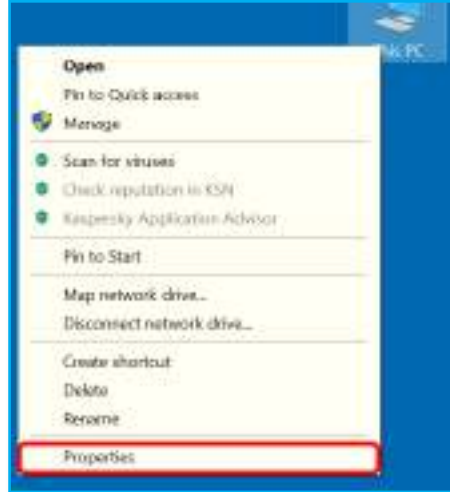 This PC
Open
Pin to Quick access
Manage
Scan for viruses
Check reputation in KSN
Kaspersky Application Advisor
Pin to Start
Map network drive...
Disconnect network drive...
Create shortcut
Delete
Rename
Properties